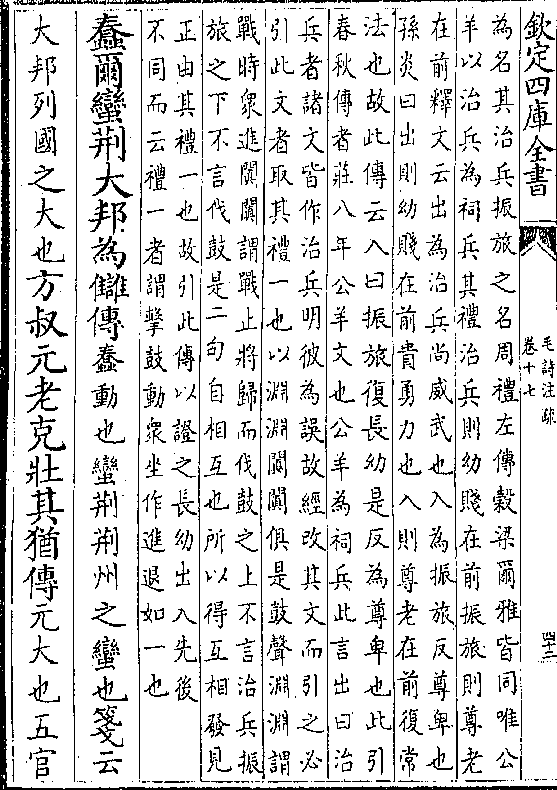 欽定四庫全書
毛詩注疏
卷十七
四十三
為名其治兵振旅之名周禮左傳榖梁爾雅皆同唯公
羊以治兵為祠兵其禮治兵則幼賤在前振旅則尊老
在前釋文云出為治兵尚威武也入為振旅反尊卑也
孫炎曰出則幼賤在前貴勇力也入則尊老在前復常
法也故此傳云入曰振旅復長幼是反為尊卑也此引
春秋傳者莊八年公羊文也公羊為祠兵此言出曰治
兵者諸文皆作治兵明彼為誤故經改其文而引之必
引此文者取其禮一也以淵淵闐闐俱是鼓聲淵淵謂
戰時衆進闐闐謂戰止將歸而伐鼓之上不言治兵振
旅之下不言伐鼓是二句自相互也所以得互相發見
正由其禮一也故引此傳以證之長幼出入先後
不同而云禮一者謂擊鼓動衆坐作進退如一也
蠢爾蠻荆大邦為讎傳蠢動也蠻荆荆州之蠻也箋云
大邦列國之大也方叔元老克壯其猶傳元大也五官